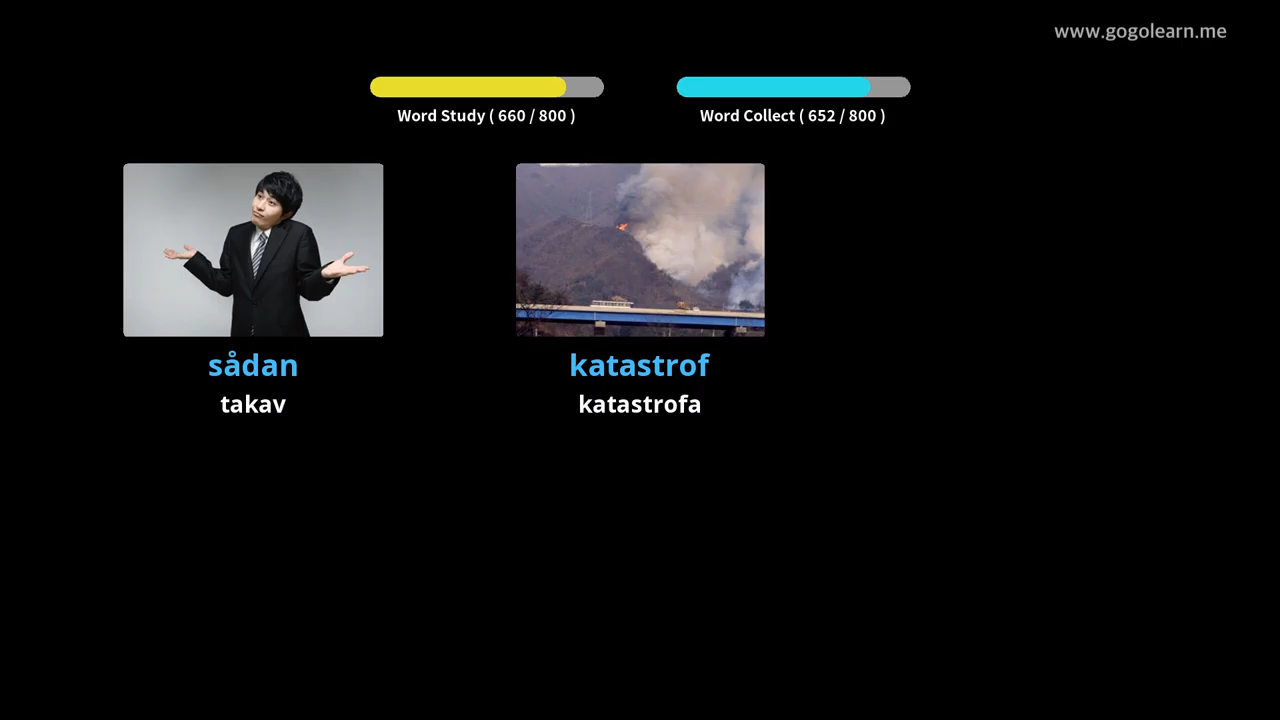 www.gogolearn.me
Word Study ( 660 / 800 )
Word Collect ( 652 / 800 )
sådan
takav
katastrof
katastrofa